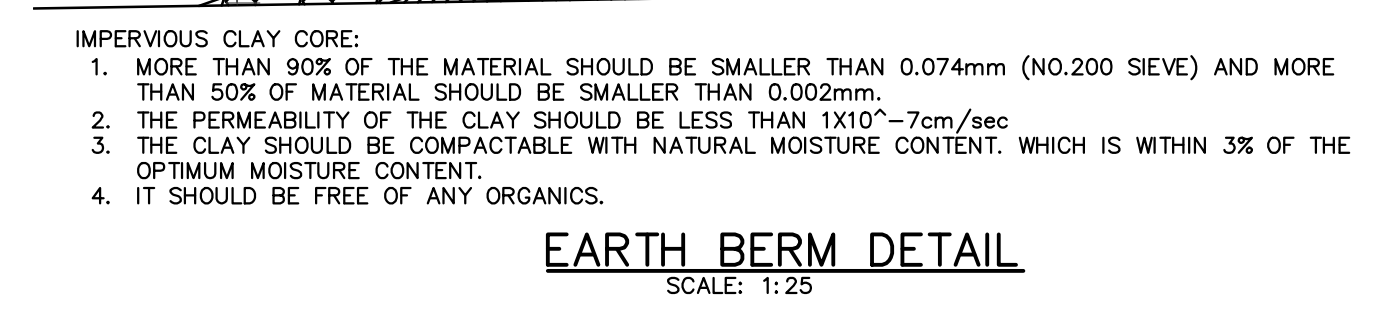 IMPERVIOUS CLAY CORE:
1. MORE THAN 90% OF THE MATERIAL SHOULD BE SMALLER THAN 0.074mm (NO.200 SIEVE) AND MORE
THAN 50% OF MATERIAL SHOULD BE SMALLER THAN 0.002mm.
2. THE PERMEABILITY OF THE CLAY SHOULD BE LESS THAN 1X10^-7cm/sec
3. THE CLAY SHOULD BE COMPACTABLE WITH NATURAL MOISTURE CONTENT. WHICH IS WITHIN 3% OF THE
OPTIMUM MOISTURE CONTENT.
4. IT SHOULD BE FREE OF ANY ORGANICS.
EARTH BERM DETAIL
SCALE: 1:25